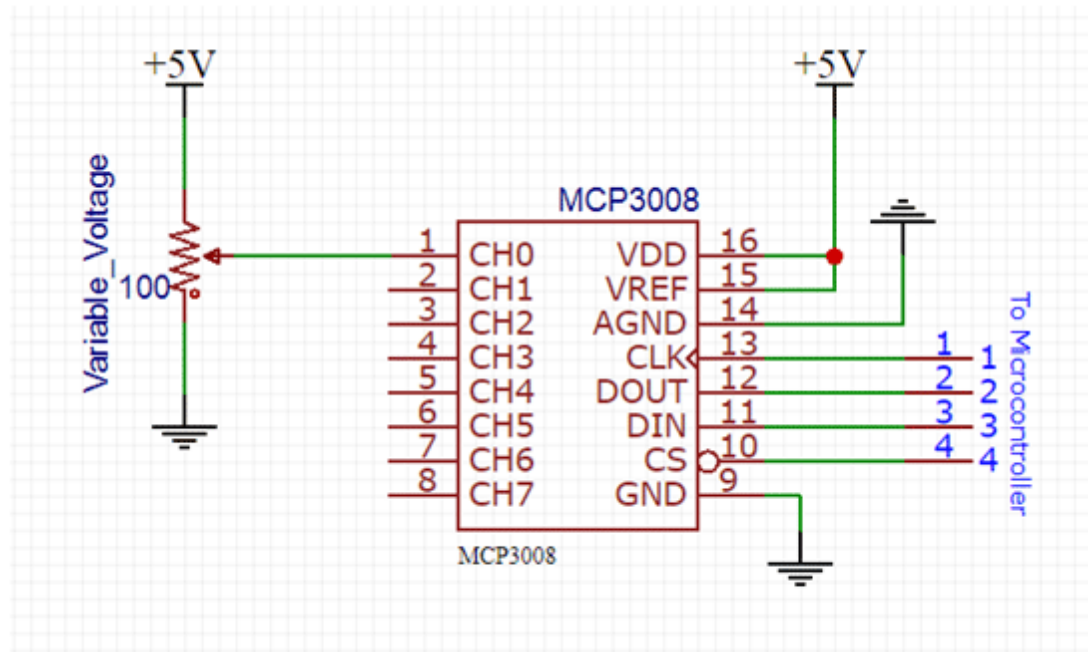 +5V
+5V
Variable_Voltage
100
MCP3008
1 CH0 VDD 16
2 CH1 VREF 15
3 CH2 AGND 14
4 CH3 CLK 13 1 1
5 CH4 DOUT 12 2 2
6 CH5 DIN 11 3 3
7 CH6 CS 10 4 4
8 CH7 GND 9
To Microcontroller
MCP3008